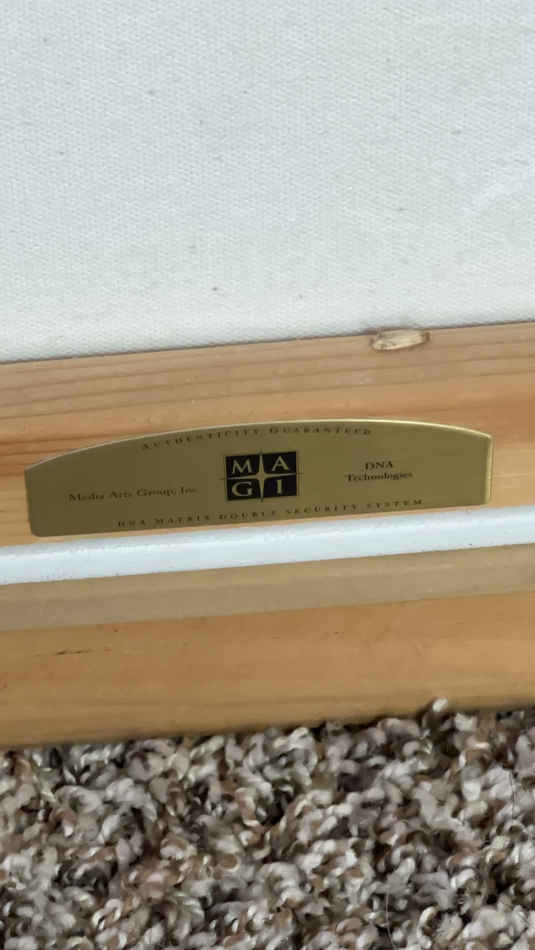 AUTHENTICITY GUARANTEED
Media Arts Group, Inc.
MA
GI
DNA
Technologies
DNA MATRIX DOUBLE SECURITY SYSTEM